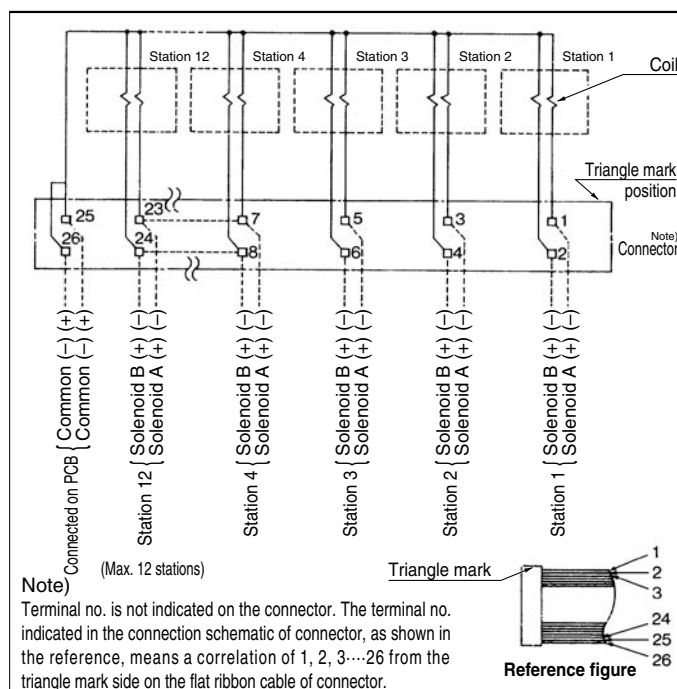 Station 12
Station 4
Station 3
Station 2
Station 1
Coil
Triangle mark
position
Note)
Connector
25
23
7
5
3
1
26
24
8
6
4
2
Connected on PCB { Common (−) (+)
Common (−) (+)
Station 12 { Solenoid B (+) (−)
Solenoid A (+) (−)
Station 4 { Solenoid B (+) (−)
Solenoid A (+) (−)
Station 3 { Solenoid B (+) (−)
Solenoid A (+) (−)
Station 2 { Solenoid B (+) (−)
Solenoid A (+) (−)
Station 1 { Solenoid B (+) (−)
Solenoid A (+) (−)
(Max. 12 stations)
Triangle mark
1
2
3
24
25
26
Reference figure
Note)
Terminal no. is not indicated on the connector. The terminal no.
indicated in the connection schematic of connector, as shown in
the reference, means a correlation of 1, 2, 3····26 from the
triangle mark side on the flat ribbon cable of connector.